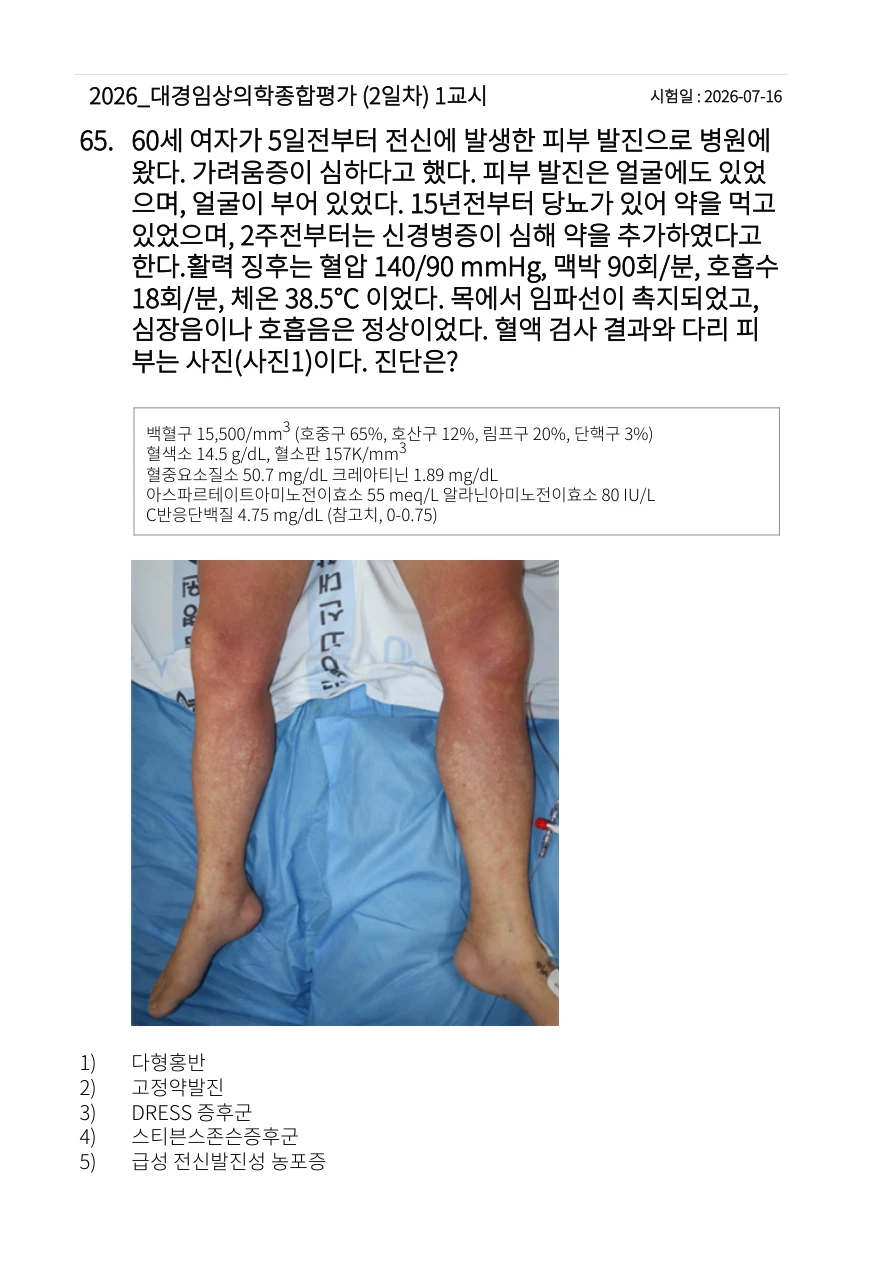 2026_대경임상의학종합평가 (2일차) 1교시
시험일 : 2026-07-16
65. 60세 여자가 5일전부터 전신에 발생한 피부 발진으로 병원에
왔다. 가려움증이 심하다고 했다. 피부 발진은 얼굴에도 있었
으며, 얼굴이 부어 있었다. 15년전부터 당뇨가 있어 약을 먹고
있었으며, 2주전부터는 신경병증이 심해 약을 추가하였다고
한다.활력 징후는 혈압 140/90 mmHg, 맥박 90회/분, 호흡수
18회/분, 체온 38.5℃ 이었다. 목에서 임파선이 촉지되었고,
심장음이나 호흡음은 정상이었다. 혈액 검사 결과와 다리 피
부는 사진(사진1)이다. 진단은?
백혈구 15,500/mm³ (호중구 65%, 호산구 12%, 림프구 20%, 단핵구 3%)
혈색소 14.5 g/dL, 혈소판 157K/mm³
혈중요소질소 50.7 mg/dL 크레아티닌 1.89 mg/dL
아스파르테이트아미노전이효소 55 meq/L 알라닌아미노전이효소 80 IU/L
C반응단백질 4.75 mg/dL (참고치, 0-0.75)
1) 다형홍반
2) 고정약발진
3) DRESS 증후군
4) 스티븐스존슨증후군
5) 급성 전신발진성 농포증